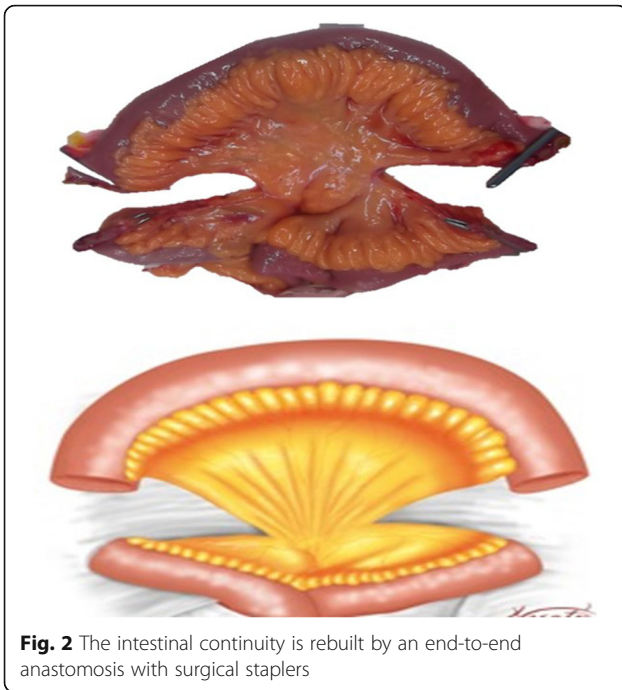 Fig. 2 The intestinal continuity is rebuilt by an end-to-end
anastomosis with surgical staplers